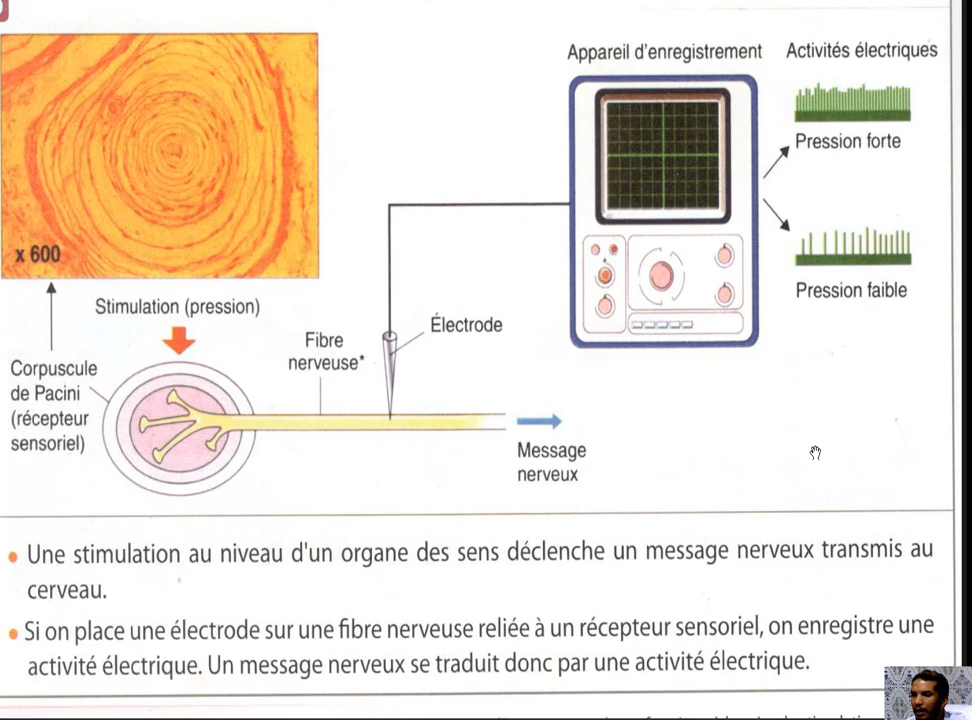 Appareil d'enregistrement
Activités électriques
Pression forte
x 600
Pression faible
Stimulation (pression)
Électrode
Fibre
nerveuse*
Corpuscule
de Pacini
(récepteur
sensoriel)
Message
nerveux
• Une stimulation au niveau d'un organe des sens déclenche un message nerveux transmis au
cerveau.
• Si on place une électrode sur une fibre nerveuse reliée à un récepteur sensoriel, on enregistre une
activité électrique. Un message nerveux se traduit donc par une activité électrique.